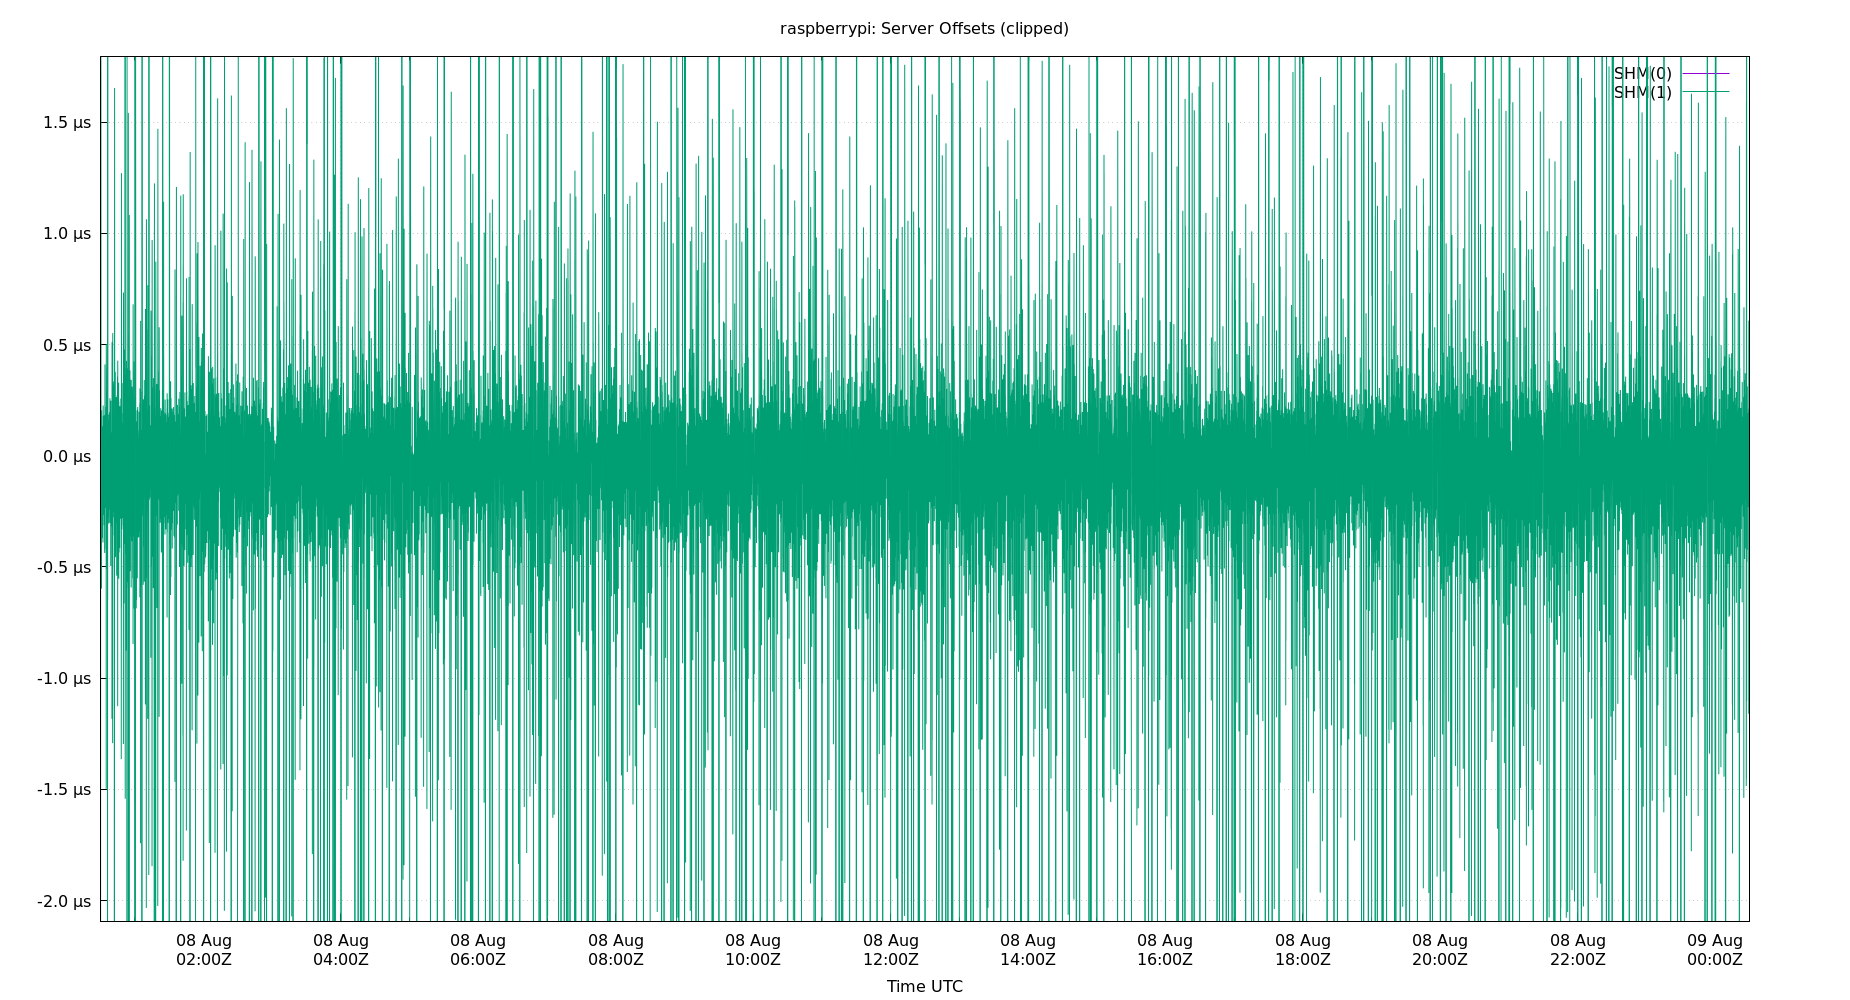 raspberrypi: Server Offsets (clipped)
SHM(0)
SHM(1)
1.5 µs
1.0 µs
0.5 µs
0.0 µs
-0.5 µs
-1.0 µs
-1.5 µs
-2.0 µs
08 Aug 08 Aug 08 Aug 08 Aug 08 Aug 08 Aug 08 Aug 08 Aug 08 Aug 08 Aug 08 Aug 09 Aug
02:00Z 04:00Z 06:00Z 08:00Z 10:00Z 12:00Z 14:00Z 16:00Z 18:00Z 20:00Z 22:00Z 00:00Z
Time UTC